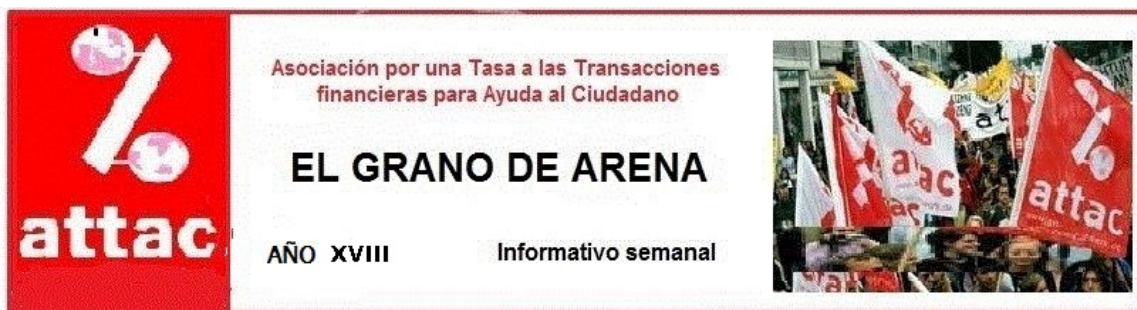 attac
Asociación por una Tasa a las Transacciones
financieras para Ayuda al Ciudadano
EL GRANO DE ARENA
AÑO XVIII Informativo semanal
attac
attac